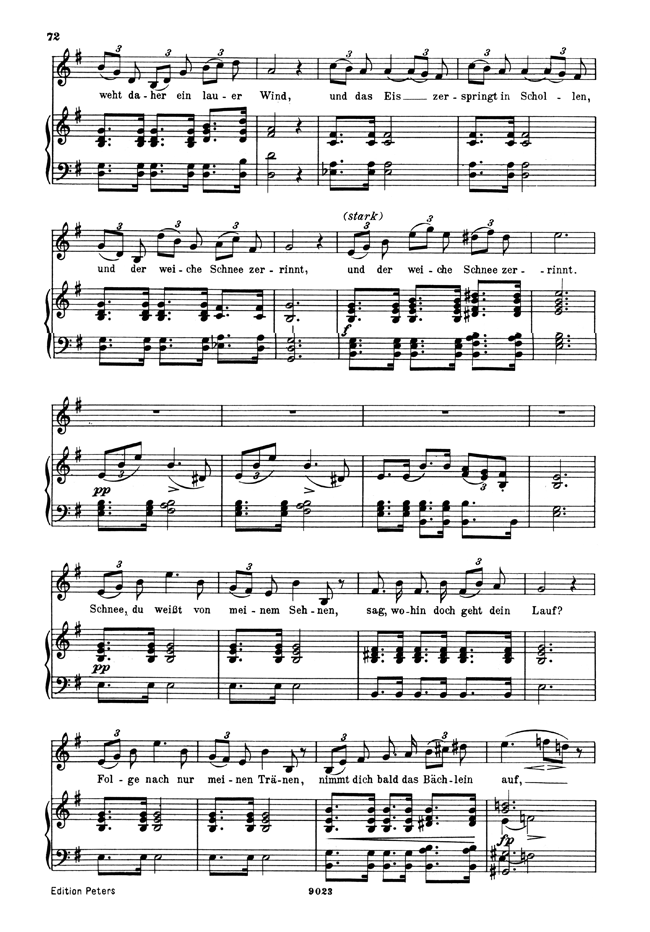 72
weht da-her ein lau-er Wind, und das Eis zer-springt in Schol-len,
(stark)
und der wei-che Schnee zer-rinnt, und der wei-che Schnee zer-rinnt.
f
pp
Schnee, du weißt von mei-nem Seh-nen, sag, wo-hin doch geht dein Lauf?
pp
Fol-ge nach nur mei-nen Trä-nen, nimmt dich bald das Bäch-lein auf,
fp
Edition Peters 9023